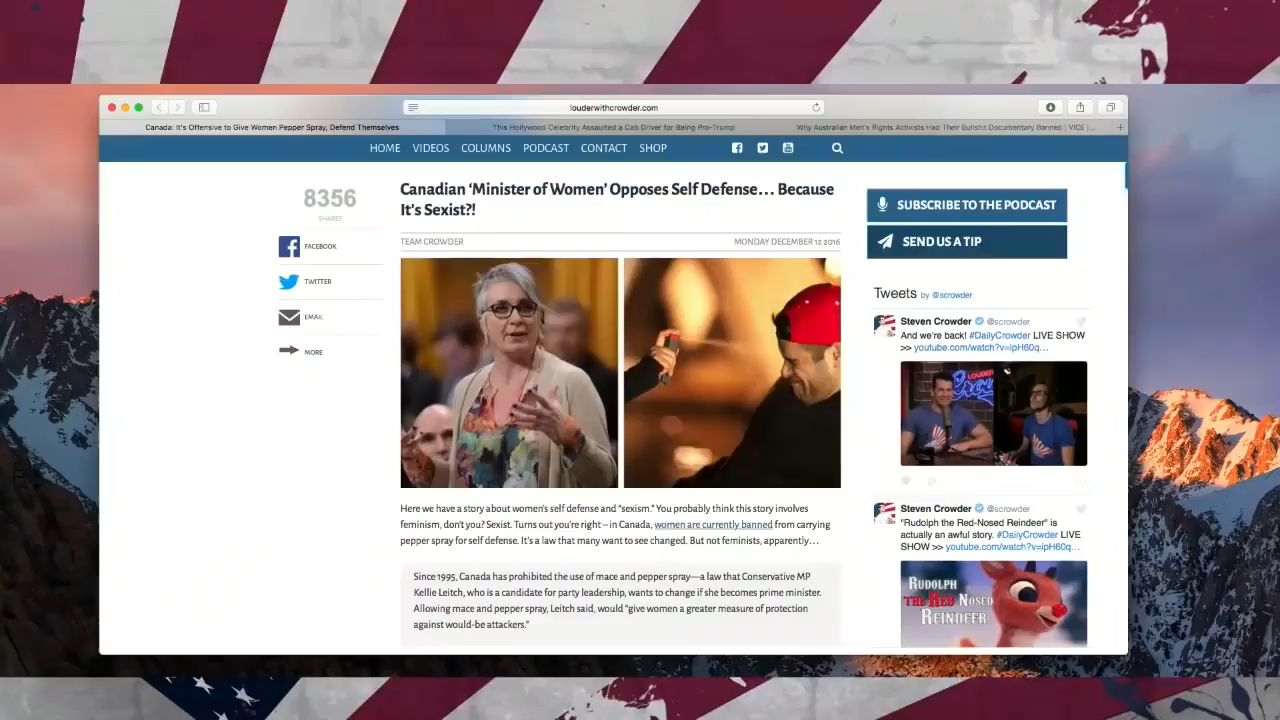 louderwithcrowder.com
Canada: It's Offensive to Give Women Pepper Spray, Defend Themselves
This Hollywood Celebrity Assaulted a Cab Driver for Being Pro-Trump
Why Australian Men's Rights Activists Had Their Bullshit Documentary Banned | VICE |...
HOME VIDEOS COLUMNS PODCAST CONTACT SHOP
8356
SHARES
FACEBOOK
TWITTER
EMAIL
MORE
Canadian ‘Minister of Women’ Opposes Self Defense… Because
It's Sexist?!
TEAM CROWDER MONDAY DECEMBER 12 2016
Here we have a story about women's self defense and "sexism." You probably think this story involves
feminism, don't you? Sexist. Turns out you're right – in Canada, women are currently banned from carrying
pepper spray for self defense. It's a law that many want to see changed. But not feminists, apparently…
Since 1995, Canada has prohibited the use of mace and pepper spray—a law that Conservative MP
Kellie Leitch, who is a candidate for party leadership, wants to change if she becomes prime minister.
Allowing mace and pepper spray, Leitch said, would "give women a greater measure of protection
against would-be attackers."
SUBSCRIBE TO THE PODCAST
SEND US A TIP
Tweets by @scrowder
Steven Crowder @scrowder
And we're back! #DailyCrowder LIVE SHOW
>> youtube.com/watch?v=ipH60q…
LOUDER
Steven Crowder @scrowder
"Rudolph the Red-Nosed Reindeer" is
actually an awful story. #DailyCrowder LIVE
SHOW >> youtube.com/watch?v=ipH60q…
RUDOLPH
THE RED NOSED
REINDEER